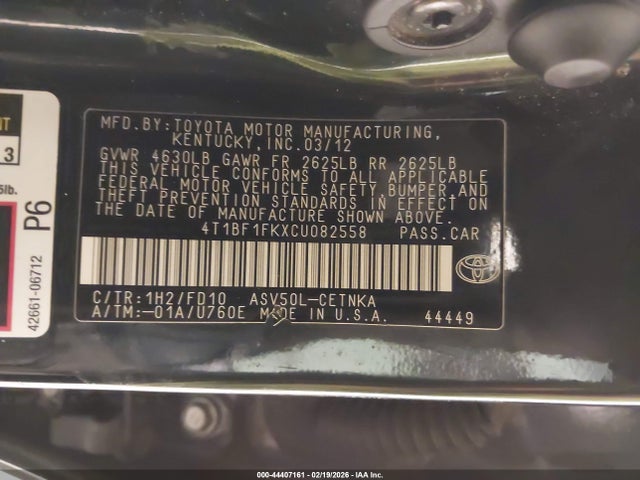 MFD.BY:TOYOTA MOTOR MANUFACTURING,
KENTUCKY,INC.03/12
GVWR 4630LB GAWR FR 2625LB RR 2625LB
THIS VEHICLE CONFORMS TO ALL APPLICABLE
FEDERAL MOTOR VEHICLE SAFETY,BUMPER,AND
THEFT PREVENTION STANDARDS IN EFFECT ON
THE DATE OF MANUFACTURE SHOWN ABOVE.
4T1BF1FKXCU082558 PASS.CAR
C/TR:1H2/FD10 ASV50L-CETNKA
A/TM:-01A/U760E MADE IN U.S.A. 44449
3
lb.
P6
42661-06712
000-44407161 - 02/19/2026 - IAA Inc.